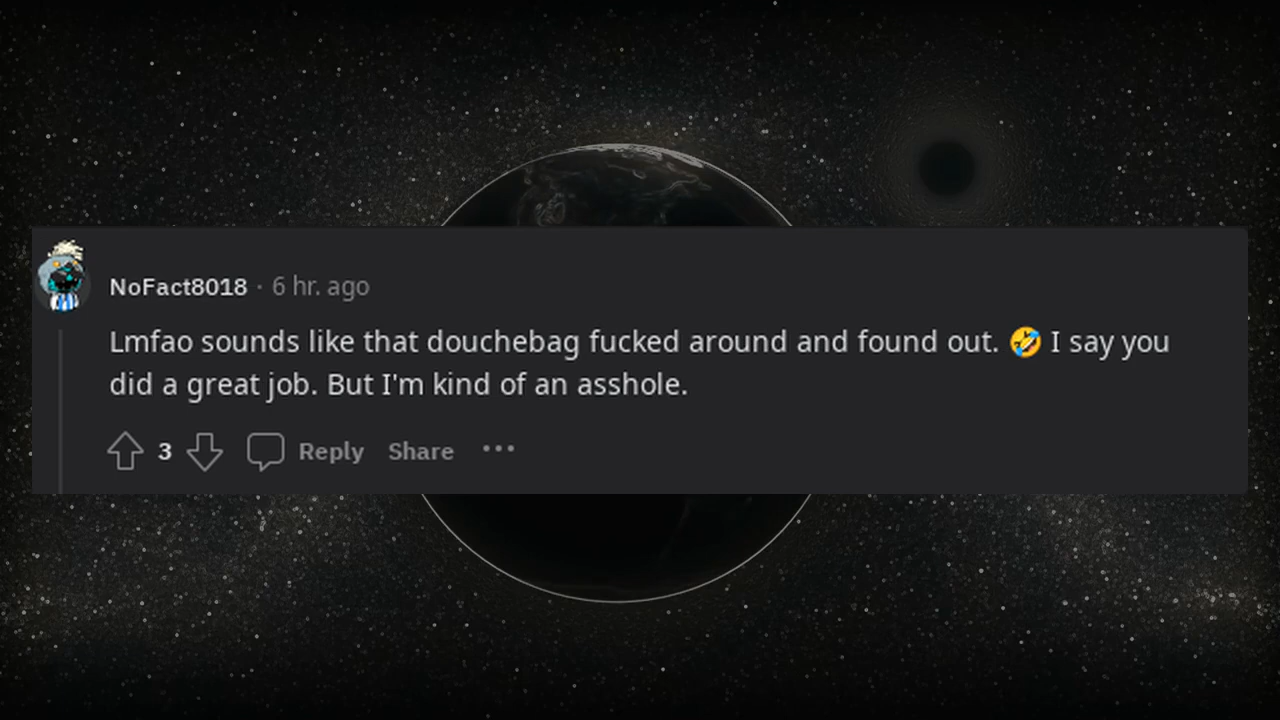 NoFact8018 · 6 hr. ago
Lmfao sounds like that douchebag fucked around and found out. 🤣 I say you
did a great job. But I'm kind of an asshole.
3 Reply Share •••